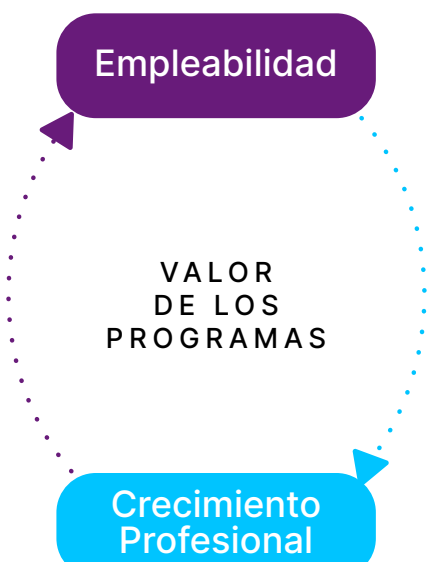 Empleabilidad
VALOR
DE LOS
PROGRAMAS
Crecimiento
Profesional